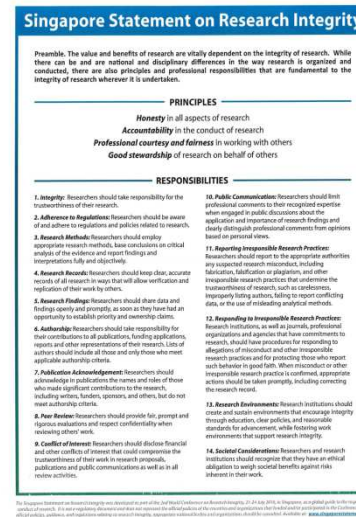 Singapore Statement on Research Integrity
Preamble. The value and benefits of research are vitally dependent on the integrity of research. While
there can be and are national and disciplinary differences in the way research is organized and
conducted, there are also principles and professional responsibilities that are fundamental to the
integrity of research wherever it is undertaken.
PRINCIPLES
Honesty in all aspects of research
Accountability in the conduct of research
Professional courtesy and fairness in working with others
Good stewardship of research on behalf of others
RESPONSIBILITIES
1. Integrity: Researchers should take responsibility for the
trustworthiness of their research.
2. Adherence to Regulations: Researchers should be aware
of and adhere to regulations and policies related to research.
3. Research Methods: Researchers should employ
appropriate research methods, base conclusions on critical
analysis of the evidence and report findings and
interpretations fully and objectively.
4. Research Records: Researchers should keep clear, accurate
records of all research in ways that will allow verification and
replication of their work by others.
5. Research Findings: Researchers should share data and
findings openly and promptly, as soon as they have had an
opportunity to establish priority and ownership claims.
6. Authorship: Researchers should take responsibility for
their contributions to all publications, funding applications,
reports and other representations of their research. Lists of
authors should include all those and only those who meet
applicable authorship criteria.
7. Publication Acknowledgement: Researchers should
acknowledge in publications the names and roles of those
who made significant contributions to the research,
including writers, funders, sponsors, and others, but do not
meet authorship criteria.
8. Peer Review: Researchers should provide fair, prompt and
rigorous evaluations and respect confidentiality when
reviewing others' work.
9. Conflict of Interest: Researchers should disclose financial
and other conflicts of interest that could compromise the
trustworthiness of their work in research proposals,
publications and public communications as well as in all
review activities.
10. Public Communication: Researchers should limit
professional comments to their recognized expertise
when engaged in public discussions about the
application and importance of research findings and
clearly distinguish professional comments from opinions
based on personal views.
11. Reporting Irresponsible Research Practices:
Researchers should report to the appropriate authorities
any suspected research misconduct, including
fabrication, falsification or plagiarism, and other
irresponsible research practices that undermine the
trustworthiness of research, such as carelessness,
improperly listing authors, failing to report conflicting
data, or the use of misleading analytical methods.
12. Responding to Irresponsible Research Practices:
Research institutions, as well as journals, professional
organizations and agencies that have commitments to
research, should have procedures for responding to
allegations of misconduct and other irresponsible
research practices and for protecting those who report
such behavior in good faith. When misconduct or other
irresponsible research practice is confirmed, appropriate
actions should be taken promptly, including correcting
the research record.
13. Research Environments: Research institutions should
create and sustain environments that encourage integrity
through education, clear policies, and reasonable
standards for advancement, while fostering work
environments that support research integrity.
14. Societal Considerations: Researchers and research
institutions should recognize that they have an ethical
obligation to weigh societal benefits against risks
inherent in their work.